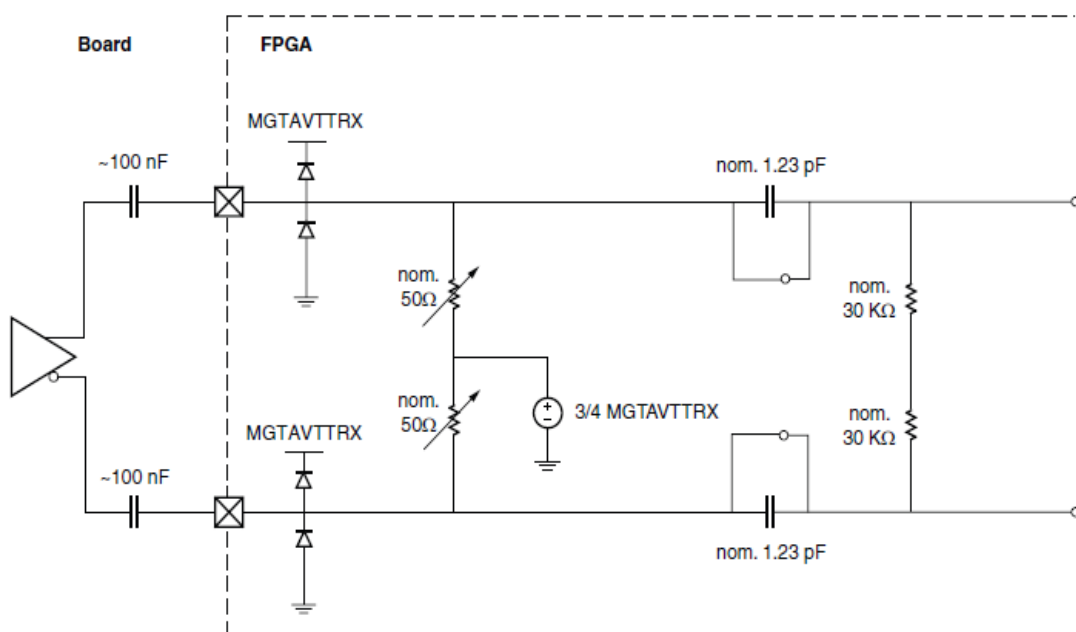 Board
FPGA
MGTAVTTRX
~100 nF
nom. 1.23 pF
nom.
50Ω
nom.
30 KΩ
nom.
50Ω
+
−
3/4 MGTAVTTRX
nom.
30 KΩ
MGTAVTTRX
~100 nF
nom. 1.23 pF